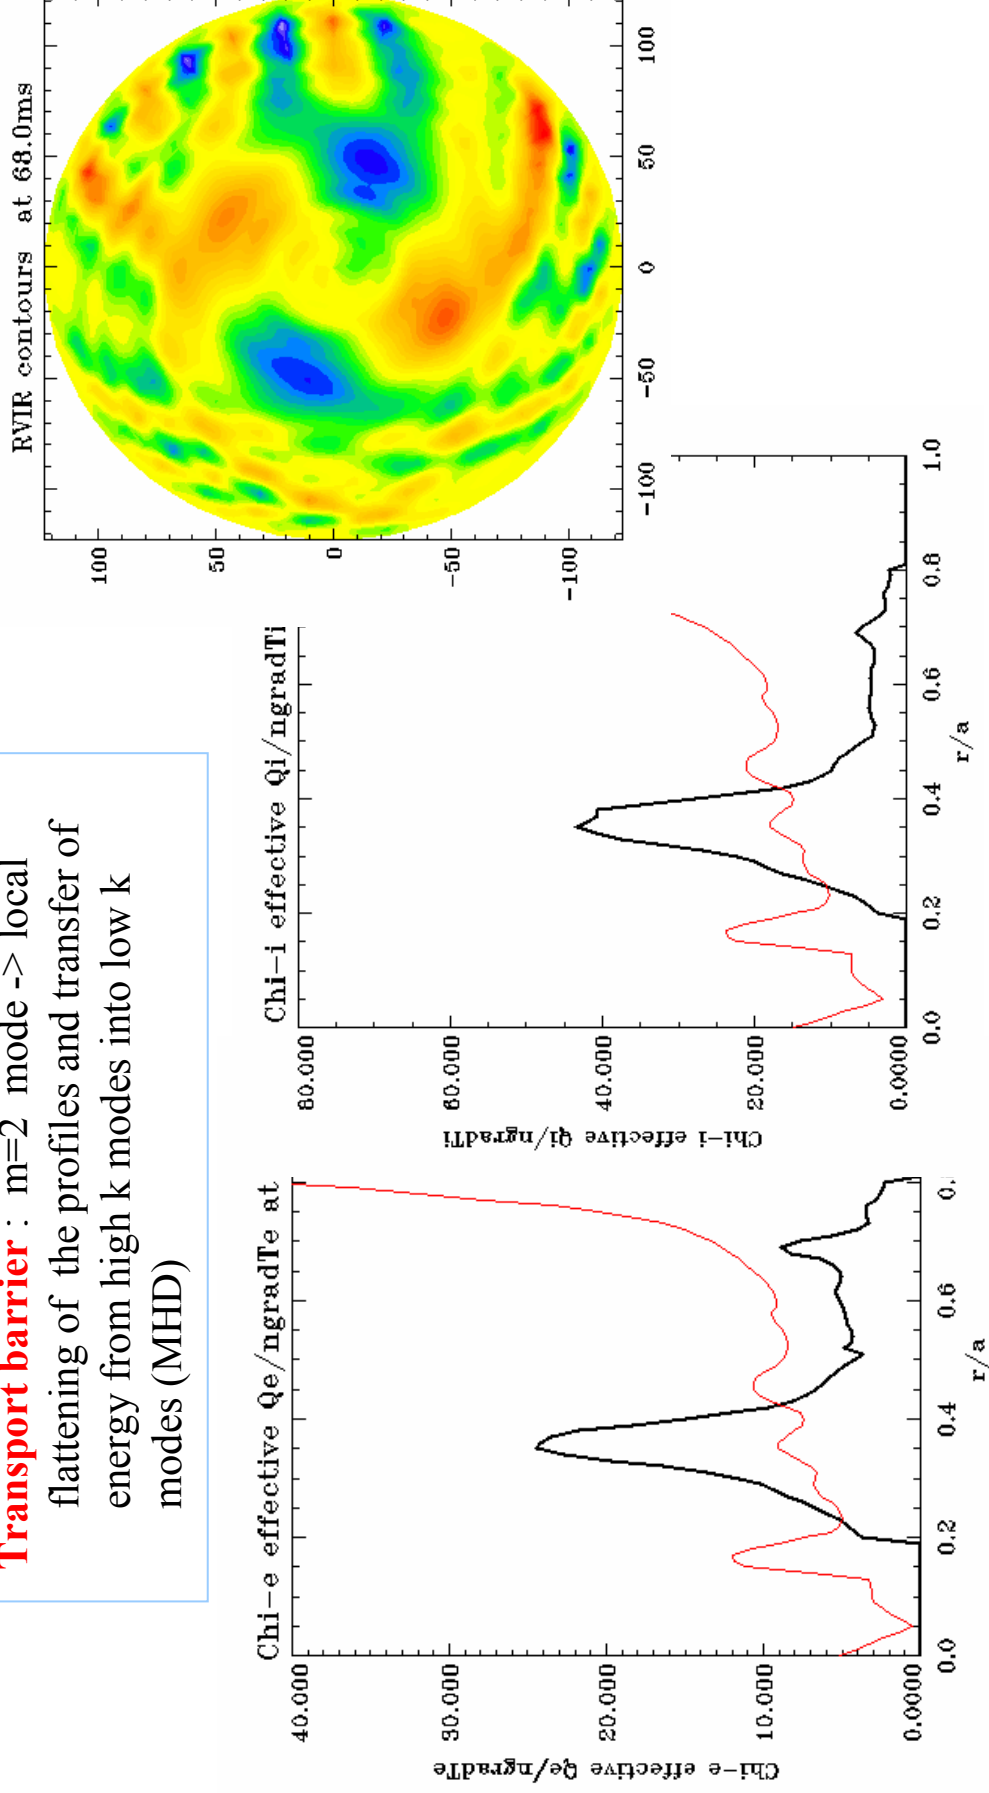 Transport barrier : m=2 mode -> local
flattening of the profiles and transfer of
energy from high k modes into low k
modes (MHD)
Chi-e effective Qe/ngradTe at
40.000
30.000
20.000
10.000
0.0000
Chi-e effective Qe/ngradTe
0.0 0.2 0.4 0.6 0.
r/a
Chi-i effective Qi/ngradTi
80.000
60.000
40.000
20.000
0.0000
Chi-i effective Qi/ngradTi
0.0 0.2 0.4 0.6 0.8 1.0
r/a
RVIR contours at 68.0ms
100
50
0
-50
-100
-100 -50 0 50 100